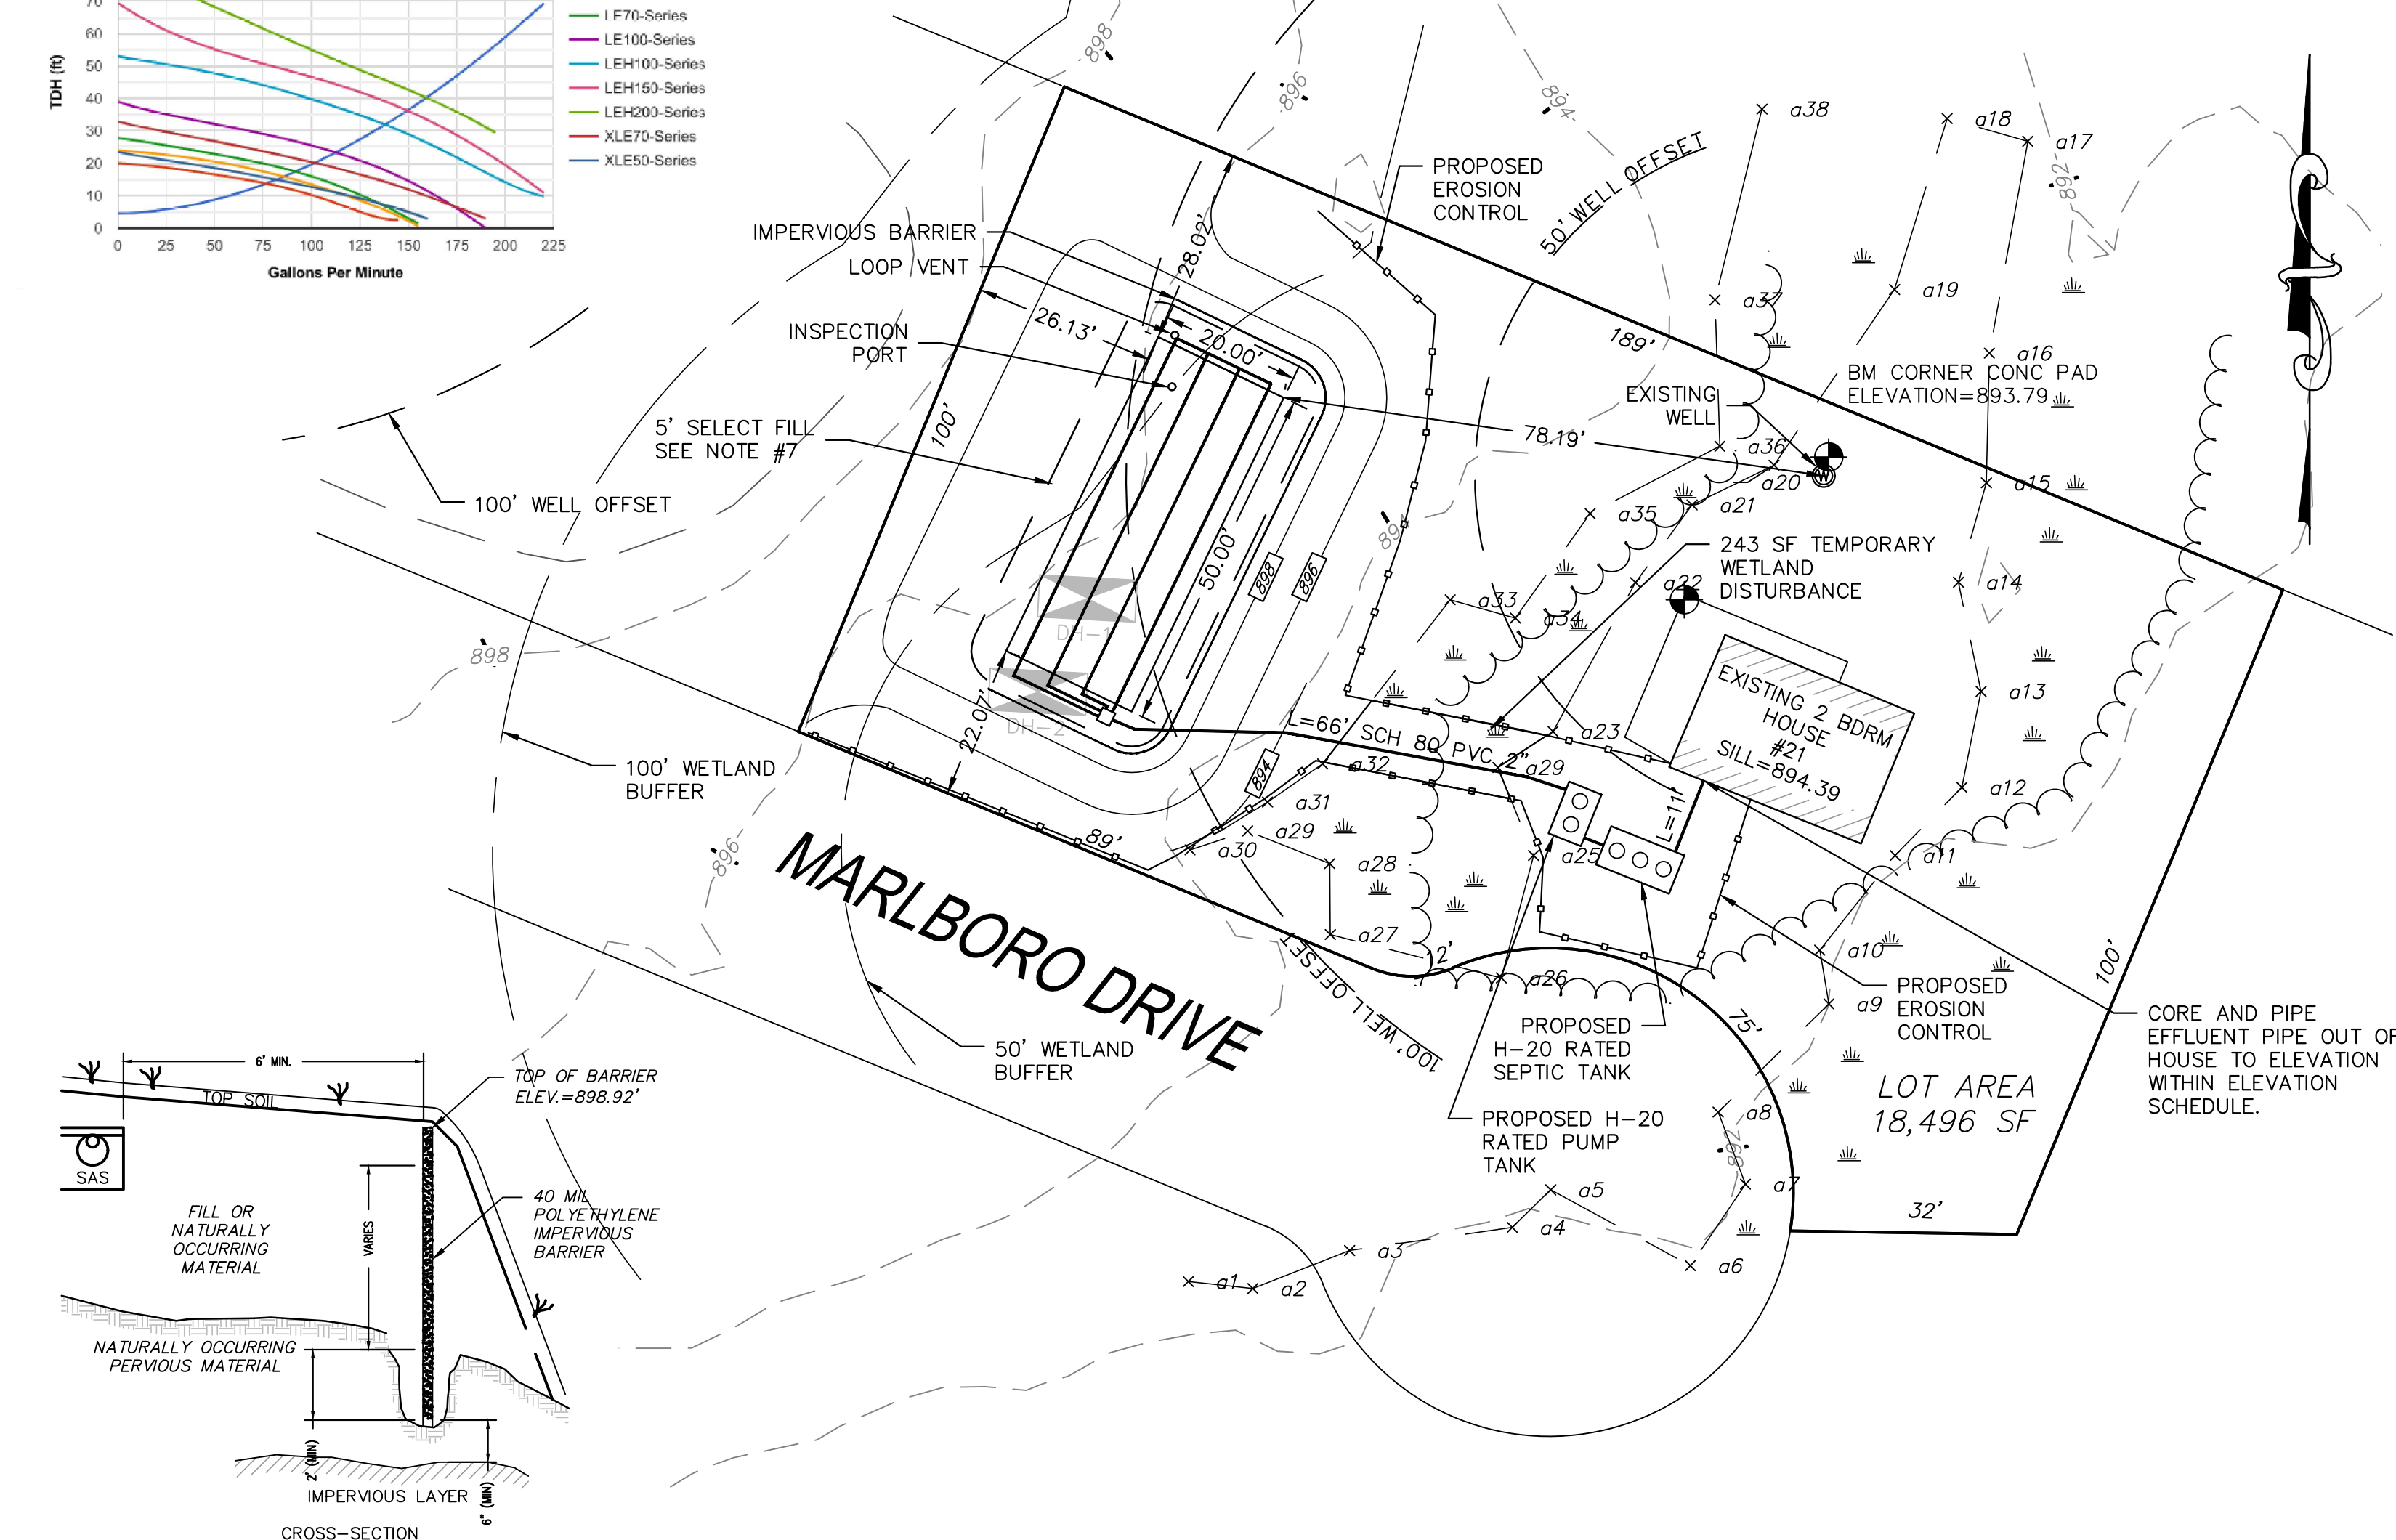 70
60
50
40
30
20
10
0
TDH (ft)
0 25 50 75 100 125 150 175 200 225
Gallons Per Minute
LE70-Series
LE100-Series
LEH100-Series
LEH150-Series
LEH200-Series
XLE70-Series
XLE50-Series
898
896
894
892
PROPOSED
EROSION
CONTROL
50' WELL OFFSET
a38
a18
a17
a37
a19
a16
IMPERVIOUS BARRIER
LOOP VENT
INSPECTION
PORT
28.02'
26.13'
20.00'
189'
BM CORNER CONC PAD
ELEVATION=893.79
EXISTING
WELL
100'
5' SELECT FILL
SEE NOTE #7
78.19'
W
a36
a20
a15
a21
a35
100' WELL OFFSET
50.00'
898
896
243 SF TEMPORARY
WETLAND
DISTURBANCE
a22
a14
a33
a34
DH-1
DH-2
898
22.07'
L=66' SCH 80 PVC 2"
a23
a13
EXISTING 2 BDRM
HOUSE
#21
SILL=894.39
a32
a29
894
a31
a12
100' WETLAND
BUFFER
89'
a29
a30
a28
L=11'
a25
a11
896
MARLBORO DRIVE
a27
12'
a26
a10
a9
100' WELL OFFSET
75'
PROPOSED
EROSION
CONTROL
100'
CORE AND PIPE
EFFLUENT PIPE OUT OF
HOUSE TO ELEVATION
WITHIN ELEVATION
SCHEDULE.
50' WETLAND
BUFFER
PROPOSED
H-20 RATED
SEPTIC TANK
PROPOSED H-20
RATED PUMP
TANK
LOT AREA
18,496 SF
a8
892
a7
a5
a4
a6
a3
a1
a2
32'
6' MIN.
TOP OF BARRIER
ELEV.=898.92'
TOP SOIL
SAS
40 MIL
POLYETHYLENE
IMPERVIOUS
BARRIER
FILL OR
NATURALLY
OCCURRING
MATERIAL
VARIES
NATURALLY OCCURRING
PERVIOUS MATERIAL
2' (MIN)
6" (MIN)
IMPERVIOUS LAYER
CROSS-SECTION